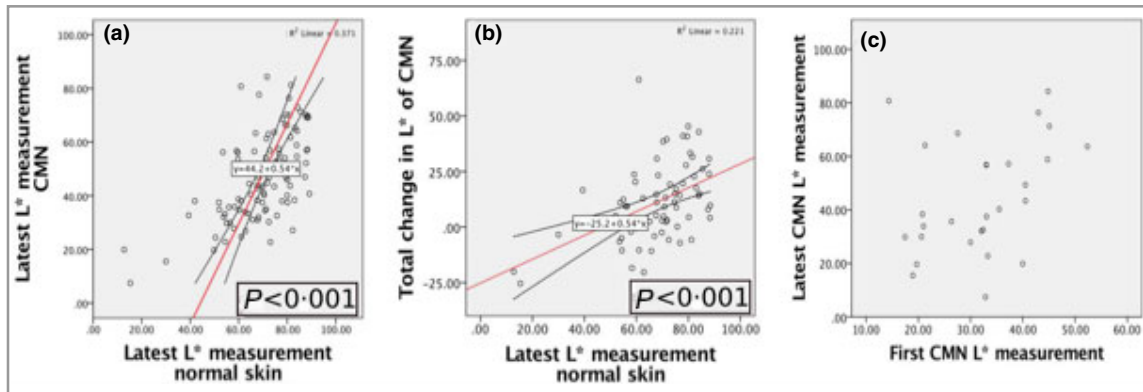 (a)
R² Linear = 0.371
Latest L* measurement
CMN
100.00
80.00
60.00
40.00
20.00
.00
y=44.2+0.54*x
P<0·001
.00 20.00 40.00 60.00 80.00 100.00
Latest L* measurement
normal skin
(b)
R² Linear = 0.221
Total change in L* of CMN
75.00
50.00
25.00
.00
-25.00
y=-25.2+0.54*x
P<0·001
.00 20.00 40.00 60.00 80.00 100.00
Latest L* measurement
normal skin
(c)
Latest CMN L* measurement
100.00
80.00
60.00
40.00
20.00
.00
10.00 20.00 30.00 40.00 50.00 60.00
First CMN L* measurement